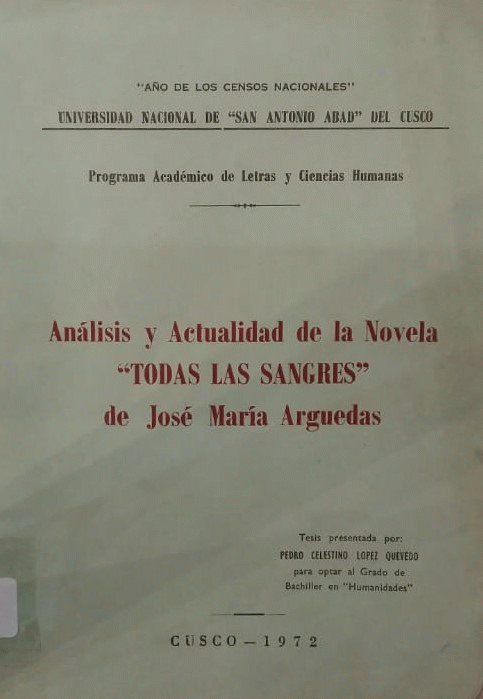 "AÑO DE LOS CENSOS NACIONALES"
UNIVERSIDAD NACIONAL DE "SAN ANTONIO ABAD" DEL CUSCO
Programa Académico de Letras y Ciencias Humanas
Análisis y Actualidad de la Novela
"TODAS LAS SANGRES"
de José María Arguedas
Tesis presentada por:
PEDRO CELESTINO LOPEZ QUEVEDO
para optar al Grado de
Bachiller en "Humanidades"
CUSCO — 1972